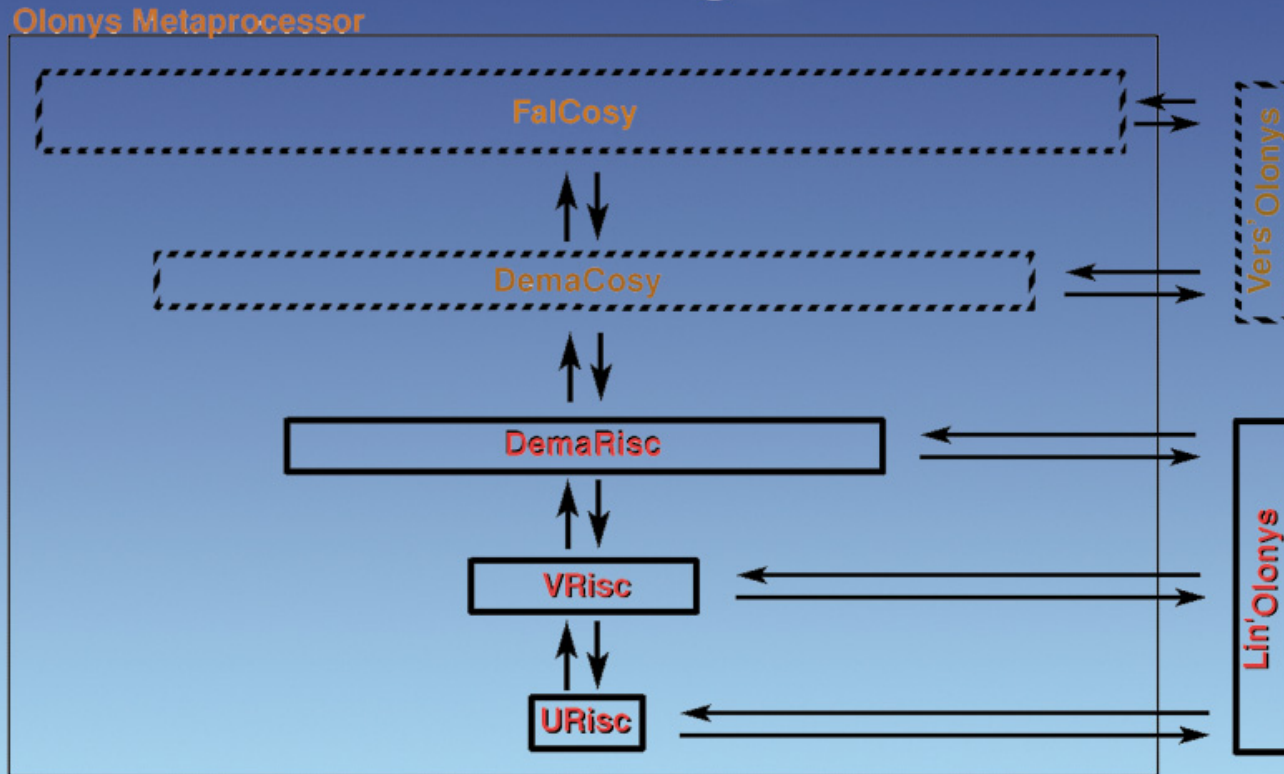 Olonys Metaprocessor
FalCosy
Vers'Olonys
DemaCosy
DemaRisc
VRisc
Lin'Olonys
URisc